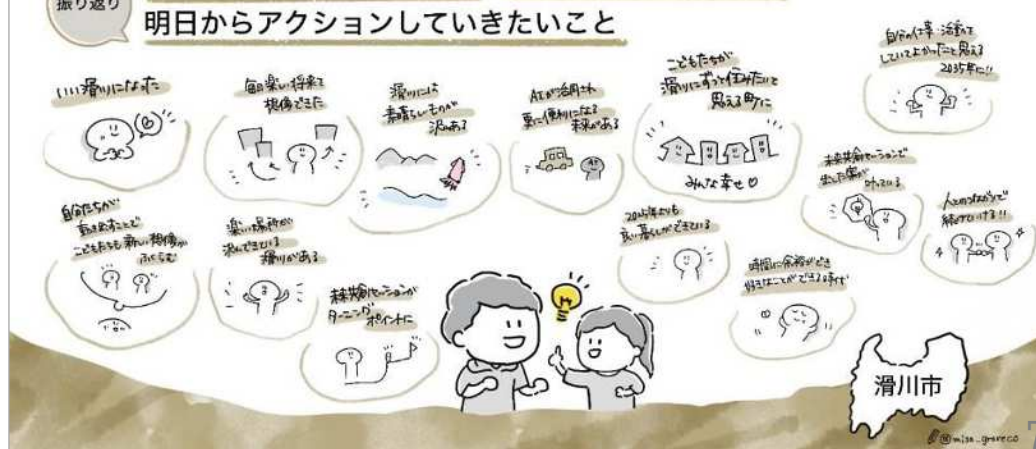 振り返り
明日からアクションしていきたいこと
いい滑川になった
毎日楽しい将来て
想像できた
滑川には
素晴らしいものが
沢山ある
AIが活用され
更に便利になる
未来がある
こどもたちが
滑川にずっと住みたいと
思える町に
みんな幸せ
自分の仕事・活動て
していてよかったと思える
2035年に!!
未来共創セッションで
出した案が
叶っている
人とのつながりで
続けていける!!
自分たちが
動き出すことで
こどもたちも新しい想像が
ふくらむ
楽しい場所が
沢山できている
滑川がある
未来共創セッションが
ターニング
ポイントに
2025年よりも
良い暮らしができている
時間に余裕ができ
好きなことができる時代
滑川市
@misa_grareco